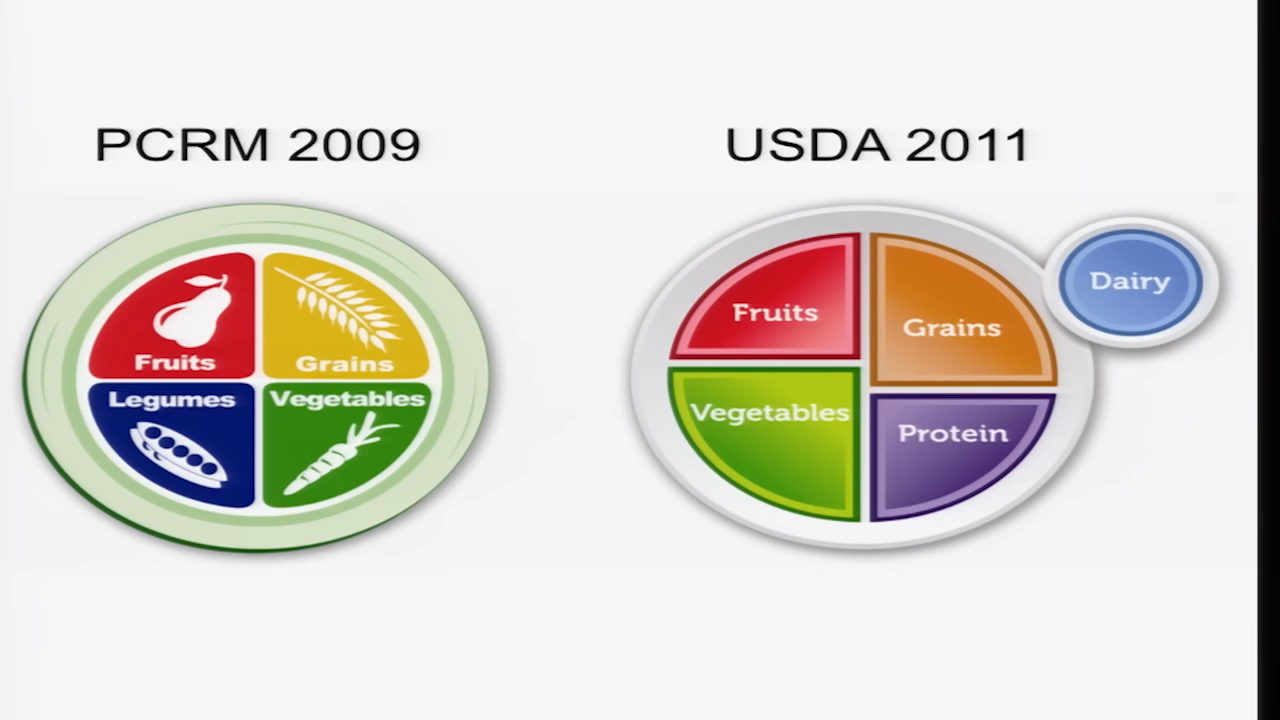 PCRM 2009
Fruits
Grains
Legumes
Vegetables
USDA 2011
Fruits
Grains
Dairy
Vegetables
Protein